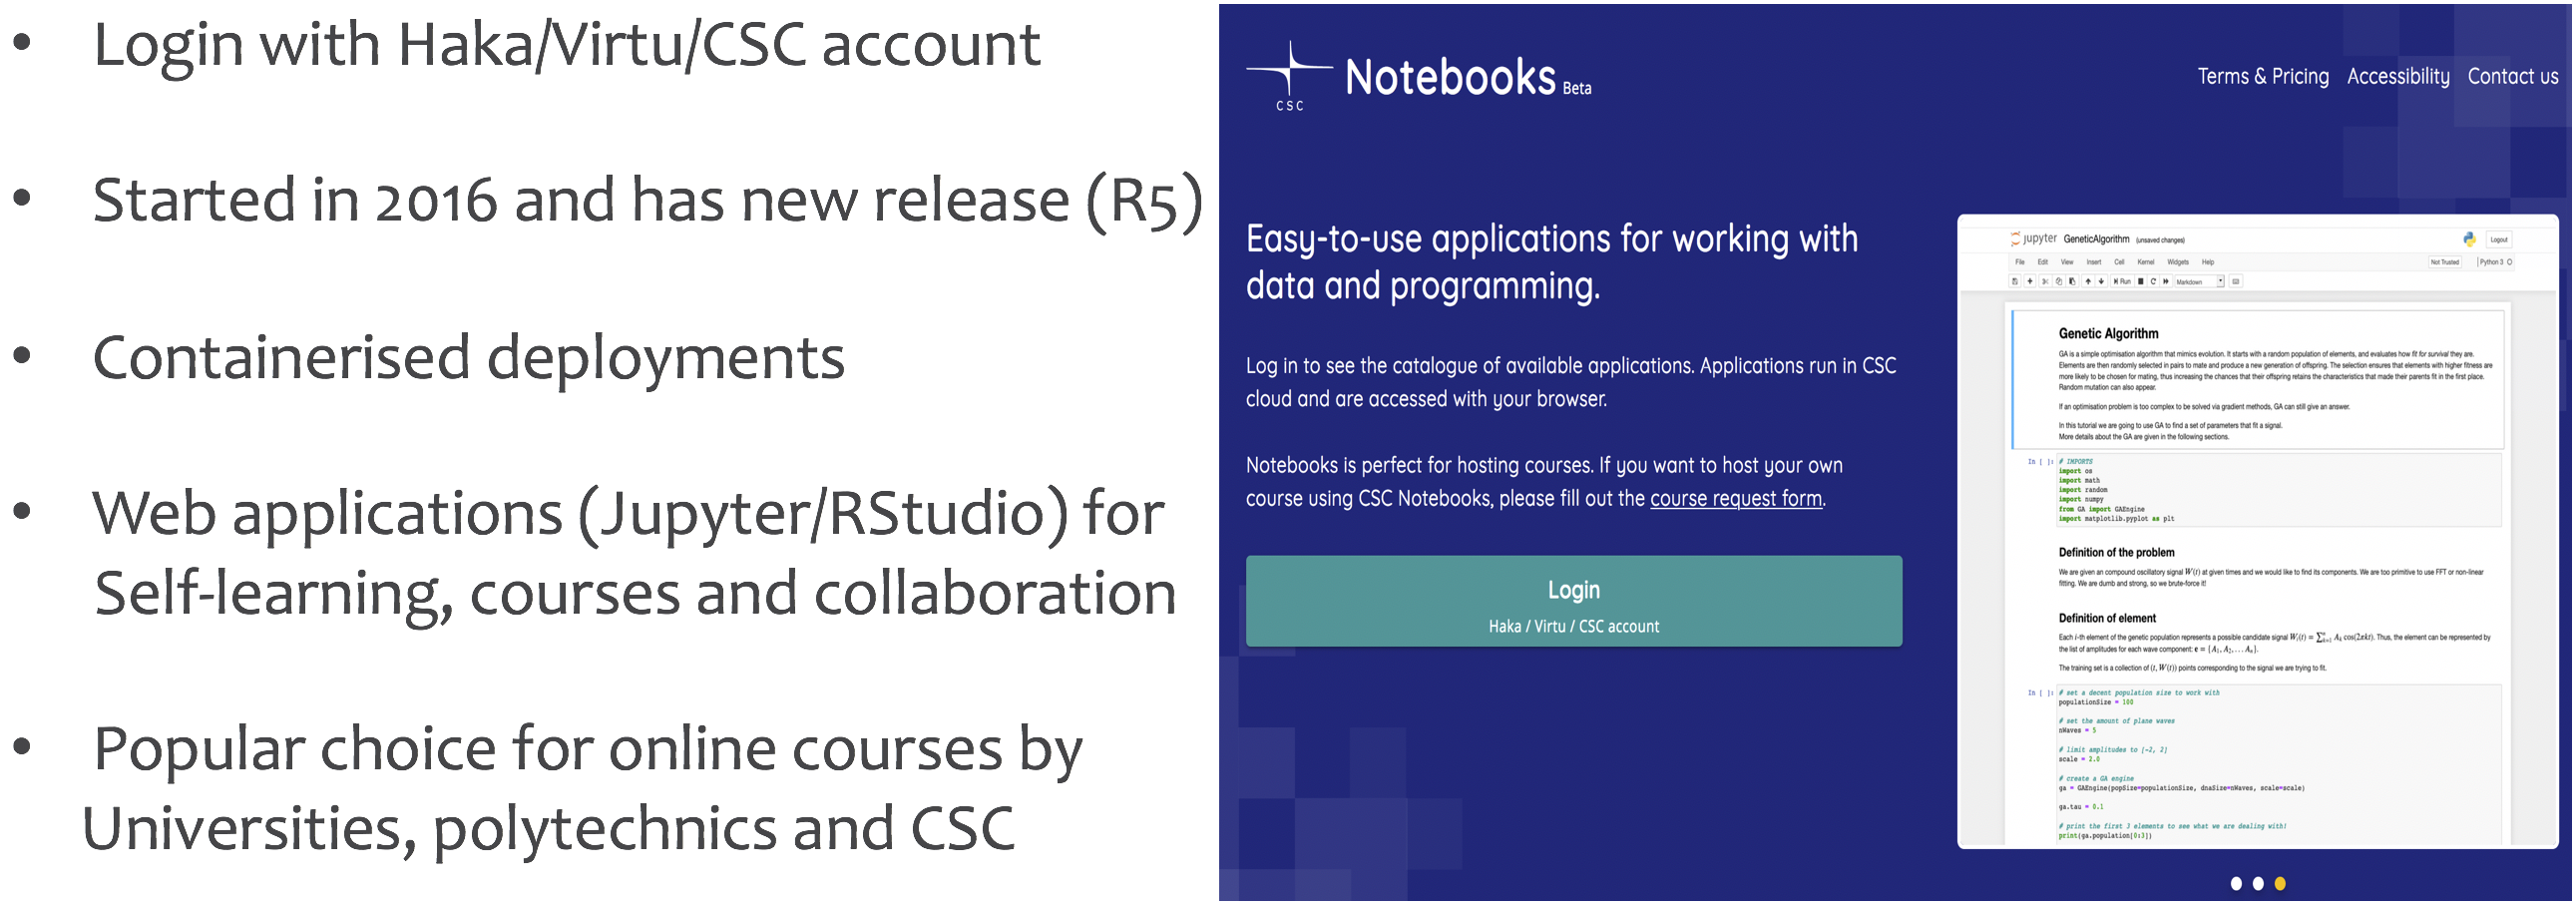 • Login with Haka/Virtu/CSC account
• Started in 2016 and has new release (R5)
• Containerised deployments
• Web applications (Jupyter/RStudio) for
Self-learning, courses and collaboration
• Popular choice for online courses by
Universities, polytechnics and CSC
CSC
Notebooks Beta
Terms & Pricing Accessibility Contact us
Easy-to-use applications for working with
data and programming.
Log in to see the catalogue of available applications. Applications run in CSC
cloud and are accessed with your browser.
Notebooks is perfect for hosting courses. If you want to host your own
course using CSC Notebooks, please fill out the course request form.
Login
Haka / Virtu / CSC account
jupyter GeneticAlgorithm (unsaved changes)
Logout
File Edit View Insert Cell Kernel Widgets Help
Not Trusted
Python 3
Run
Markdown
Genetic Algorithm
GA is a simple optimisation algorithm that mimics evolution. It starts with a random population of elements, and evaluates how fit for survival they are.
Elements are then randomly selected in pairs to mate and produce a new generation of offspring. The selection ensures that elements with higher fitness are
more likely to be chosen for mating, thus increasing the chances that their offspring retains the characteristics that made their parents fit in the first place.
Random mutation can also appear.
If an optimisation problem is too complex to be solved via gradient methods, GA can still give an answer.
In this tutorial we are going to use GA to find a set of parameters that fit a signal.
More details about the GA are given in the following sections.
In [ ]: # IMPORTS
import os
import math
import random
import numpy
from GA import GAEngine
import matplotlib.pyplot as plt
Definition of the problem
We are given an compound oscillatory signal W(t) at given times and we would like to find its components. We are too primitive to use FFT or non-linear
fitting. We are dumb and strong, so we brute-force it!
Definition of element
Each i-th element of the genetic population represents a possible candidate signal Wᵢ(t) = ∑ⁿₖ₌₁ Aₖ cos(2πkt). Thus, the element can be represented by
the list of amplitudes for each wave component: e = {A₁, A₂, . . . Aₙ}.
The training set is a collection of (t, W(t)) points corresponding to the signal we are trying to fit.
In [ ]: # set a decent population size to work with
populationSize = 100
# set the amount of plane waves
nWaves = 5
# limit amplitudes to [-2, 2]
scale = 2.0
# create a GA engine
ga = GAEngine(popSize=populationSize, dnaSize=nWaves, scale=scale)
ga.tau = 0.1
# print the first 3 elements to see what we are dealing with!
print(ga.population[0:3])